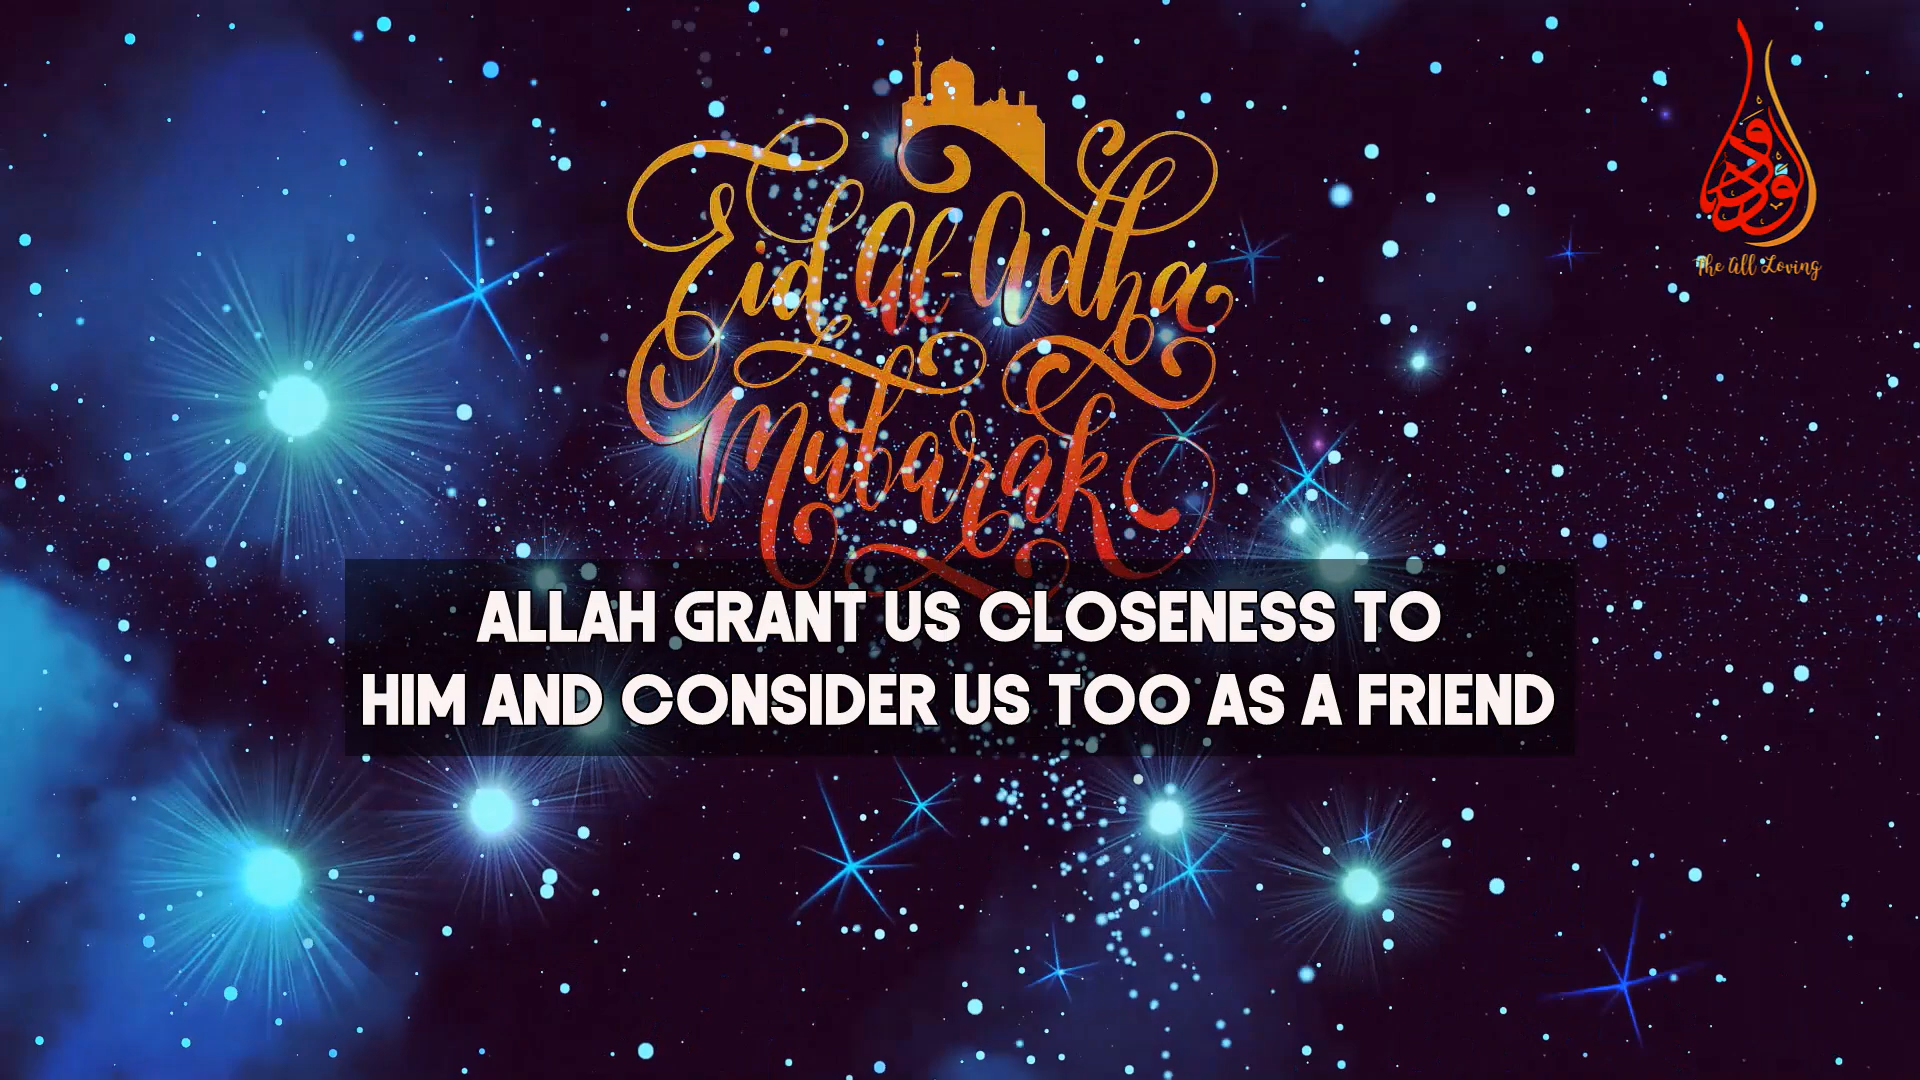 Eid Al-Adha
Mubarak
الودود
The All Loving
ALLAH GRANT US CLOSENESS TO
HIM AND CONSIDER US TOO AS A FRIEND